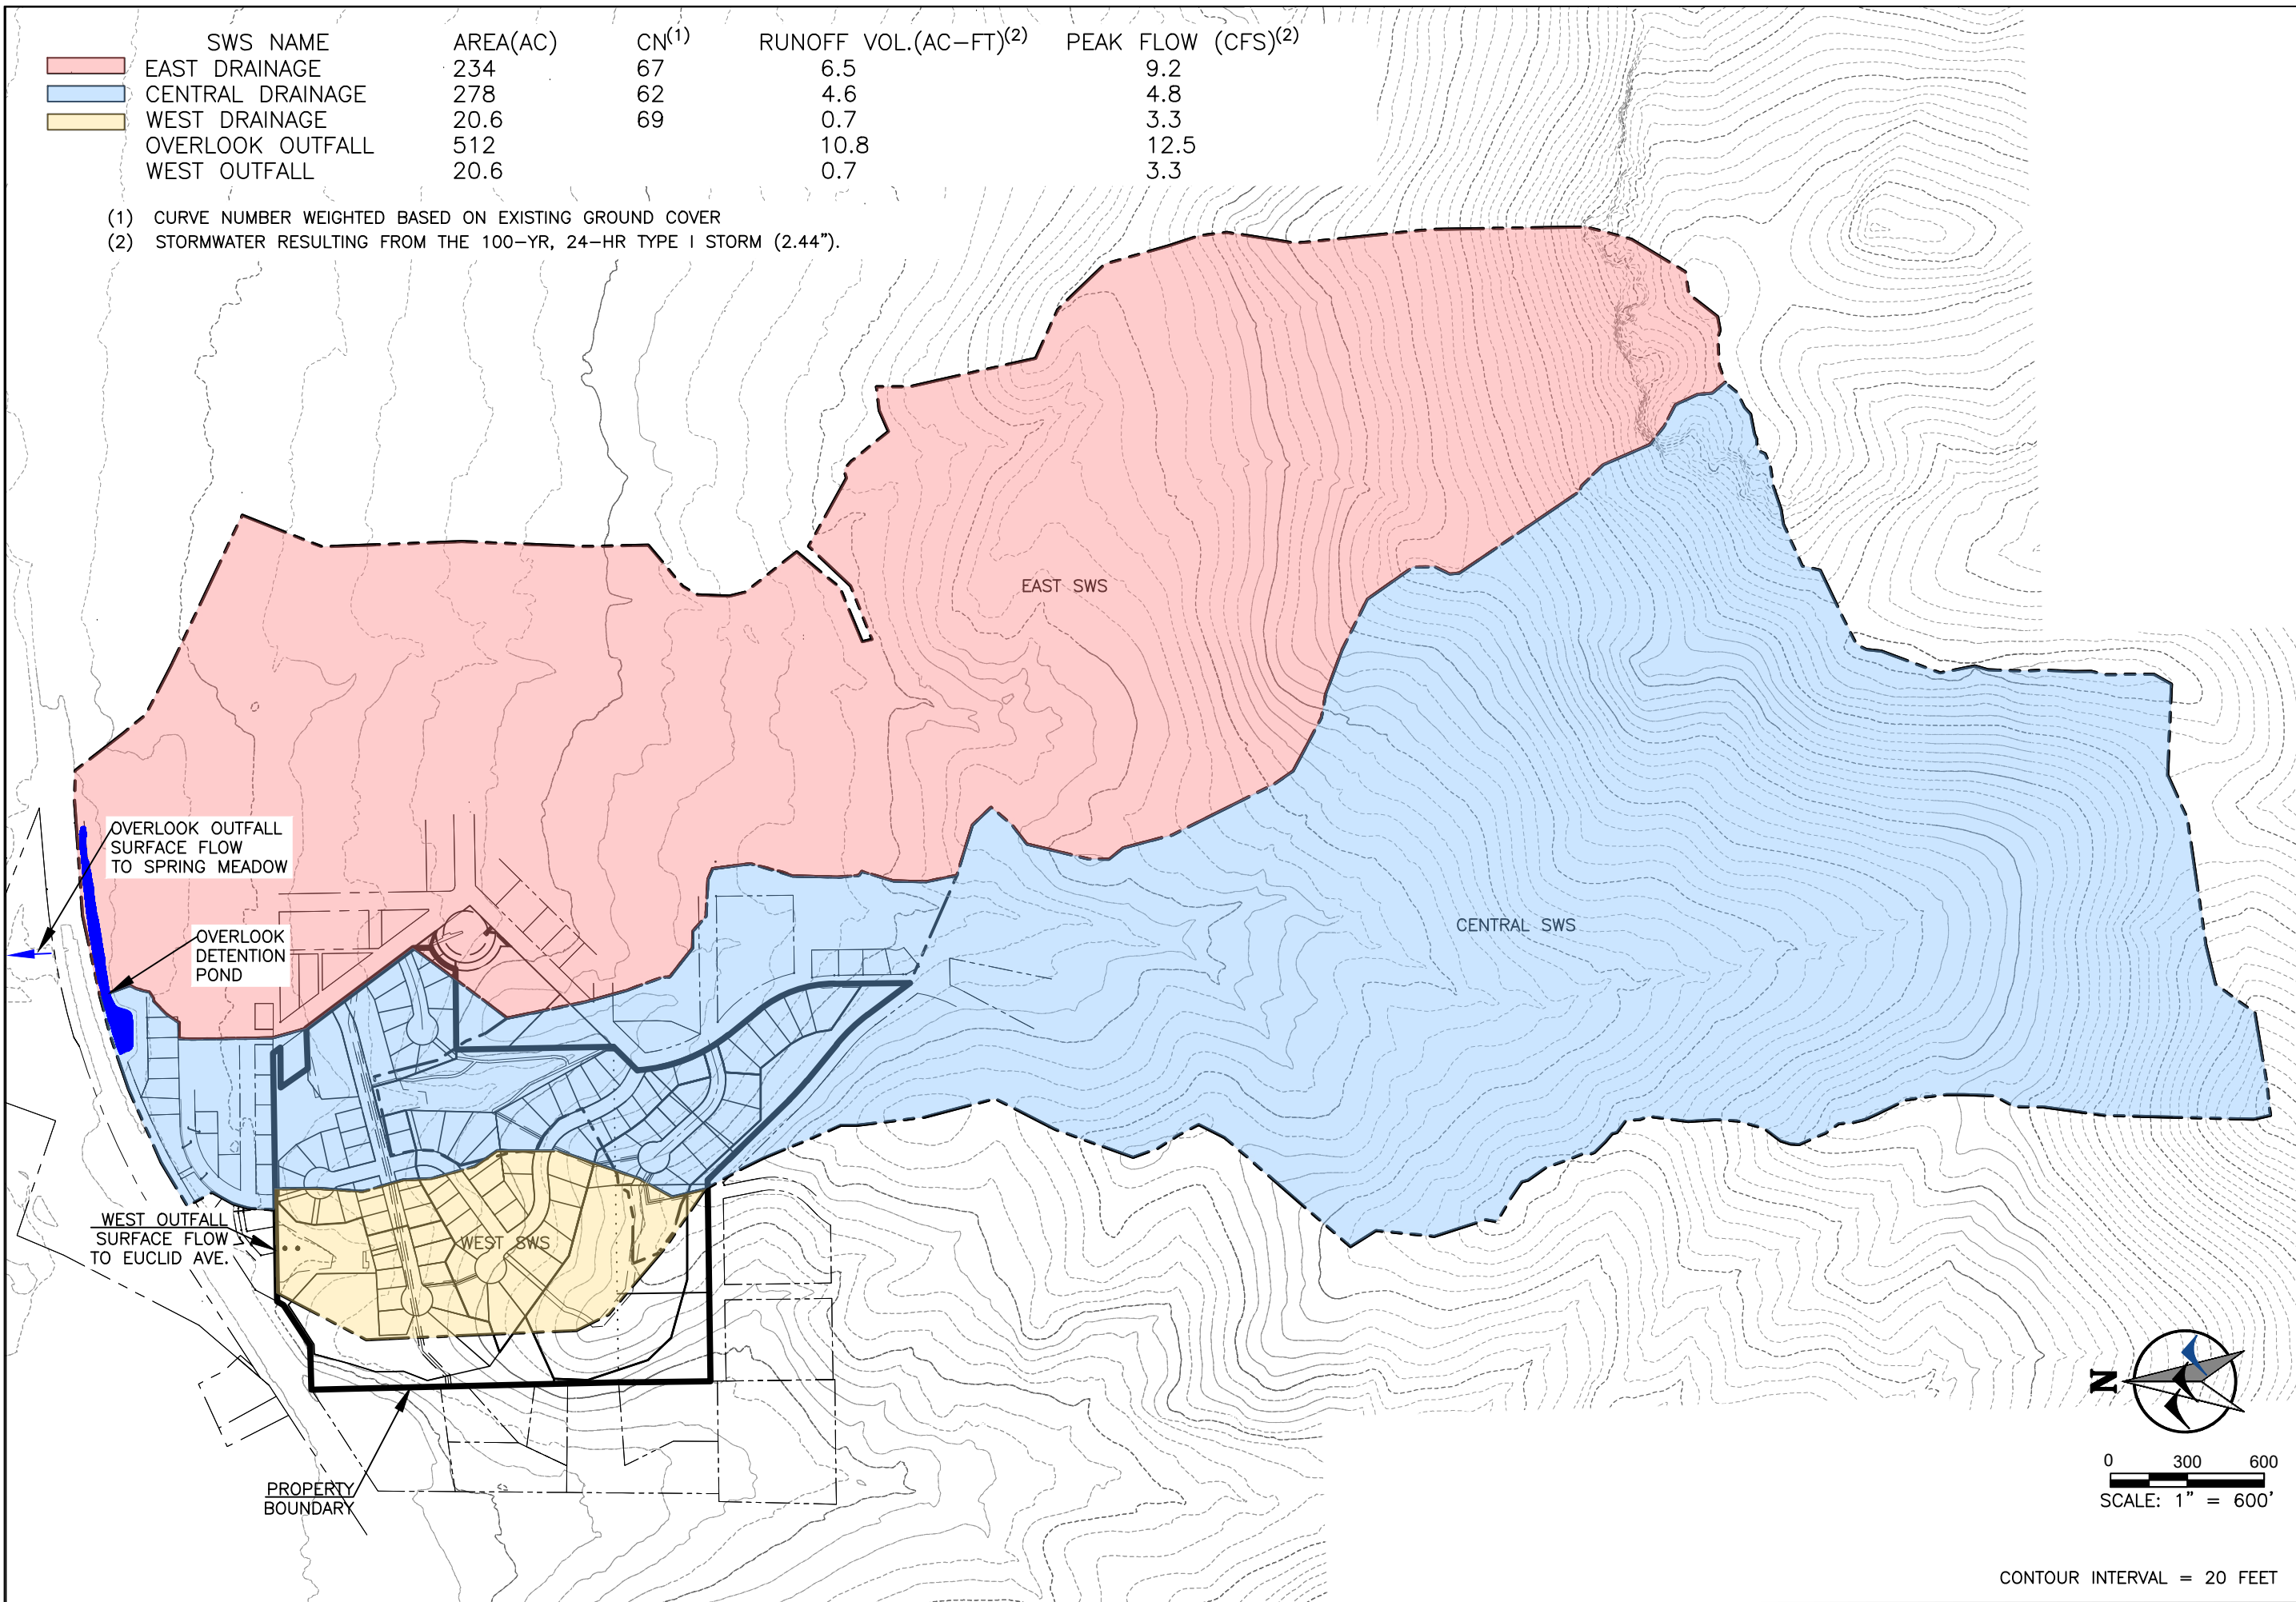 SWS NAME AREA(AC) CN(1) RUNOFF VOL.(AC-FT)(2) PEAK FLOW (CFS)(2)
EAST DRAINAGE 234 67 6.5 9.2
CENTRAL DRAINAGE 278 62 4.6 4.8
WEST DRAINAGE 20.6 69 0.7 3.3
OVERLOOK OUTFALL 512 10.8 12.5
WEST OUTFALL 20.6 0.7 3.3
(1) CURVE NUMBER WEIGHTED BASED ON EXISTING GROUND COVER
(2) STORMWATER RESULTING FROM THE 100-YR, 24-HR TYPE I STORM (2.44").
EAST SWS
OVERLOOK OUTFALL
SURFACE FLOW
TO SPRING MEADOW
CENTRAL SWS
OVERLOOK
DETENTION
POND
WEST OUTFALL
SURFACE FLOW
TO EUCLID AVE.
WEST SWS
PROPERTY
BOUNDARY
N
0 300 600
SCALE: 1" = 600'
CONTOUR INTERVAL = 20 FEET